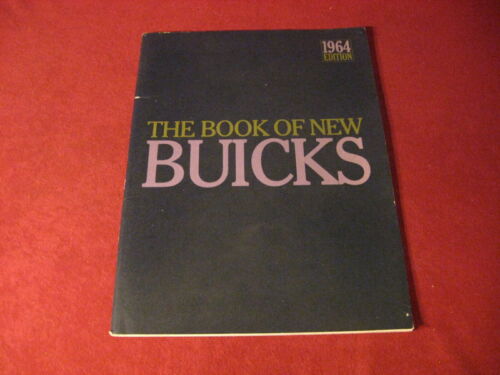 1964
EDITION
THE BOOK OF NEW
BUICKS